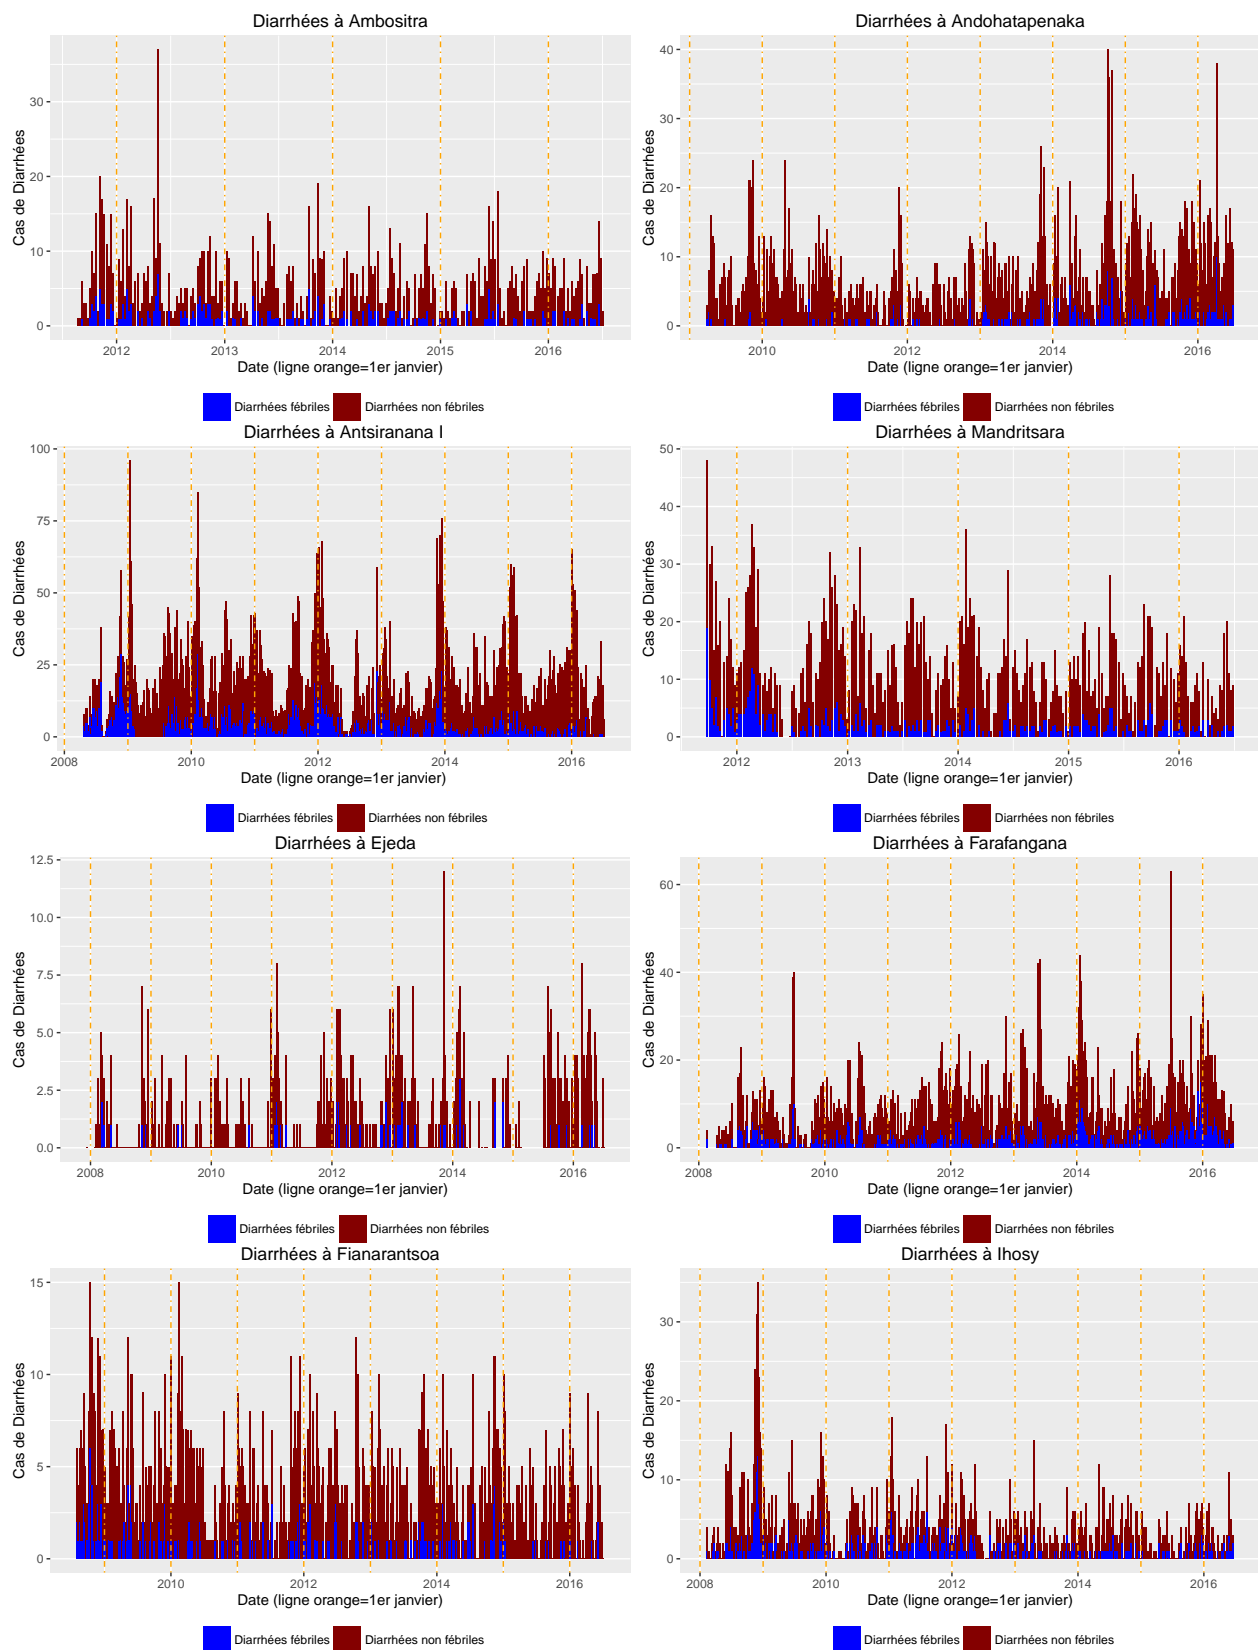 Diarrhées à Ambositra
Cas de Diarrhées
30
20
10
0
2012 2013 2014 2015 2016
Date (ligne orange=1er janvier)
Diarrhées fébriles Diarrhées non fébriles
Diarrhées à Andohatapenaka
Cas de Diarrhées
40
30
20
10
0
2010 2012 2014 2016
Date (ligne orange=1er janvier)
Diarrhées fébriles Diarrhées non fébriles
Diarrhées à Antsiranana I
Cas de Diarrhées
100
75
50
25
0
2008 2010 2012 2014 2016
Date (ligne orange=1er janvier)
Diarrhées fébriles Diarrhées non fébriles
Diarrhées à Mandritsara
Cas de Diarrhées
50
40
30
20
10
0
2012 2013 2014 2015 2016
Date (ligne orange=1er janvier)
Diarrhées fébriles Diarrhées non fébriles
Diarrhées à Ejeda
Cas de Diarrhées
12.5
10.0
7.5
5.0
2.5
0.0
2008 2010 2012 2014 2016
Date (ligne orange=1er janvier)
Diarrhées fébriles Diarrhées non fébriles
Diarrhées à Farafangana
Cas de Diarrhées
60
40
20
0
2008 2010 2012 2014 2016
Date (ligne orange=1er janvier)
Diarrhées fébriles Diarrhées non fébriles
Diarrhées à Fianarantsoa
Cas de Diarrhées
15
10
5
0
2010 2012 2014 2016
Date (ligne orange=1er janvier)
Diarrhées fébriles Diarrhées non fébriles
Diarrhées à Ihosy
Cas de Diarrhées
30
20
10
0
2008 2010 2012 2014 2016
Date (ligne orange=1er janvier)
Diarrhées fébriles Diarrhées non fébriles